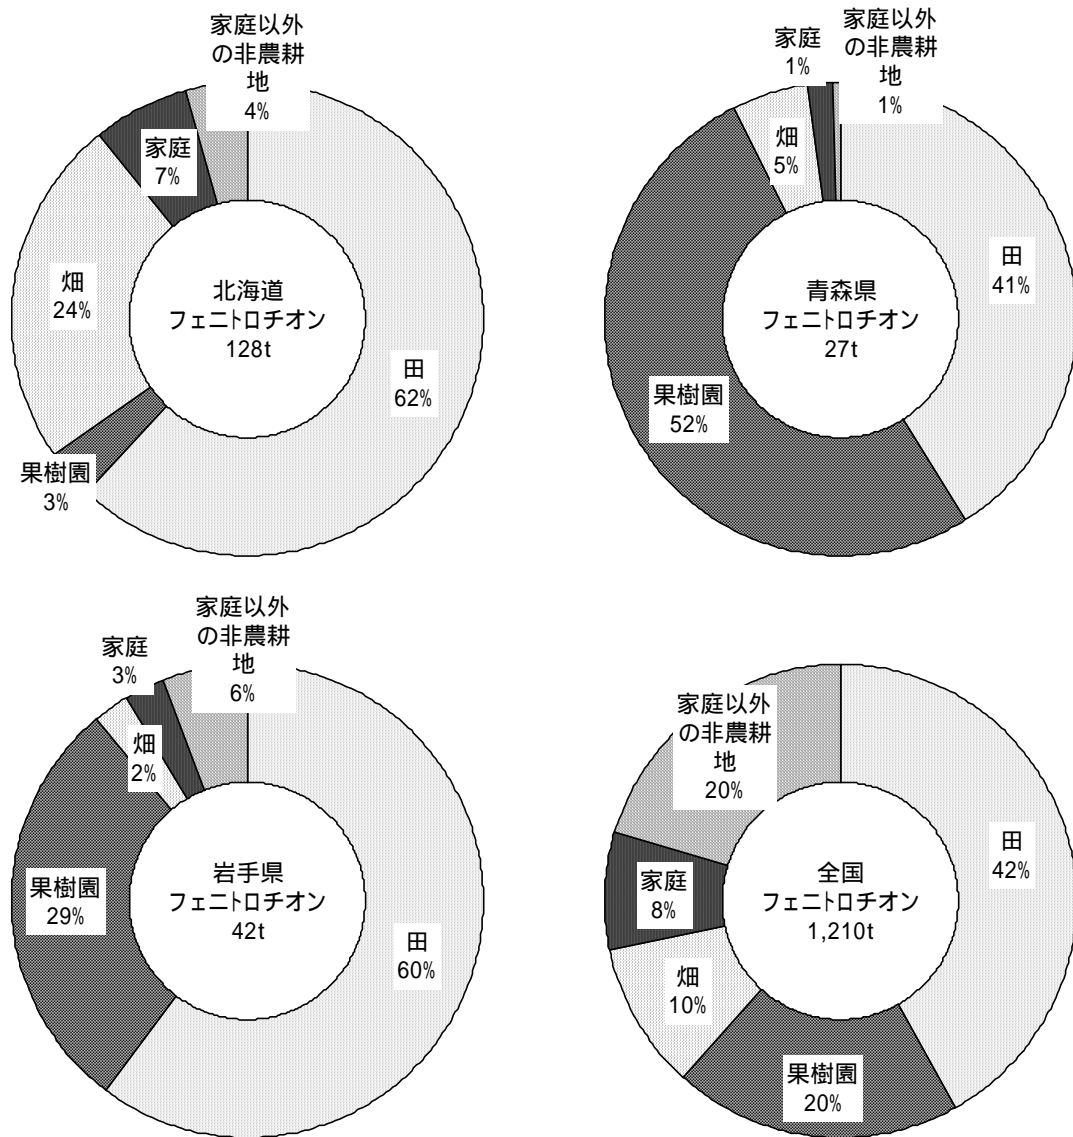 家庭以外
の非農耕
地
4%
家庭
7%
畑
24%
北海道
フェニトロチオン
128t
田
62%
果樹園
3%
家庭
1%
家庭以外
の非農耕
地
1%
畑
5%
田
41%
青森県
フェニトロチオン
27t
果樹園
52%
家庭以外
の非農耕
地
6%
家庭
3%
畑
2%
果樹園
29%
岩手県
フェニトロチオン
42t
田
60%
家庭以外
の非農耕
地
20%
田
42%
家庭
8%
全国
フェニトロチオン
1,210t
畑
10%
果樹園
20%